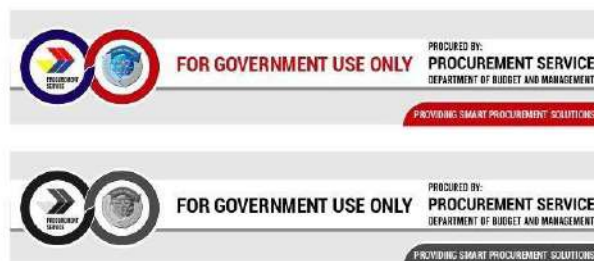 PROCUREMENT
SERVICE
FOR GOVERNMENT USE ONLY
PROCURED BY:
PROCUREMENT SERVICE
DEPARTMENT OF BUDGET AND MANAGEMENT
PROVIDING SMART PROCUREMENT SOLUTIONS
PROCUREMENT
SERVICE
FOR GOVERNMENT USE ONLY
PROCURED BY:
PROCUREMENT SERVICE
DEPARTMENT OF BUDGET AND MANAGEMENT
PROVIDING SMART PROCUREMENT SOLUTIONS